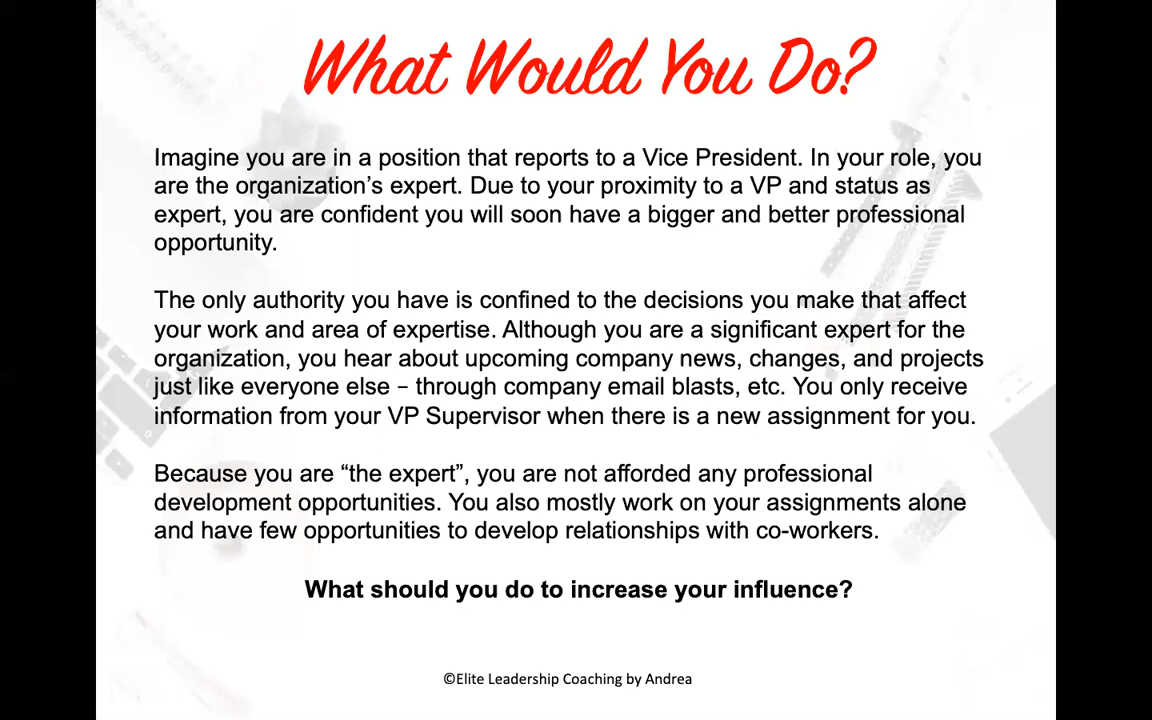 What Would You Do?
Imagine you are in a position that reports to a Vice President. In your role, you
are the organization’s expert. Due to your proximity to a VP and status as
expert, you are confident you will soon have a bigger and better professional
opportunity.
The only authority you have is confined to the decisions you make that affect
your work and area of expertise. Although you are a significant expert for the
organization, you hear about upcoming company news, changes, and projects
just like everyone else – through company email blasts, etc. You only receive
information from your VP Supervisor when there is a new assignment for you.
Because you are “the expert”, you are not afforded any professional
development opportunities. You also mostly work on your assignments alone
and have few opportunities to develop relationships with co-workers.
What should you do to increase your influence?
©Elite Leadership Coaching by Andrea